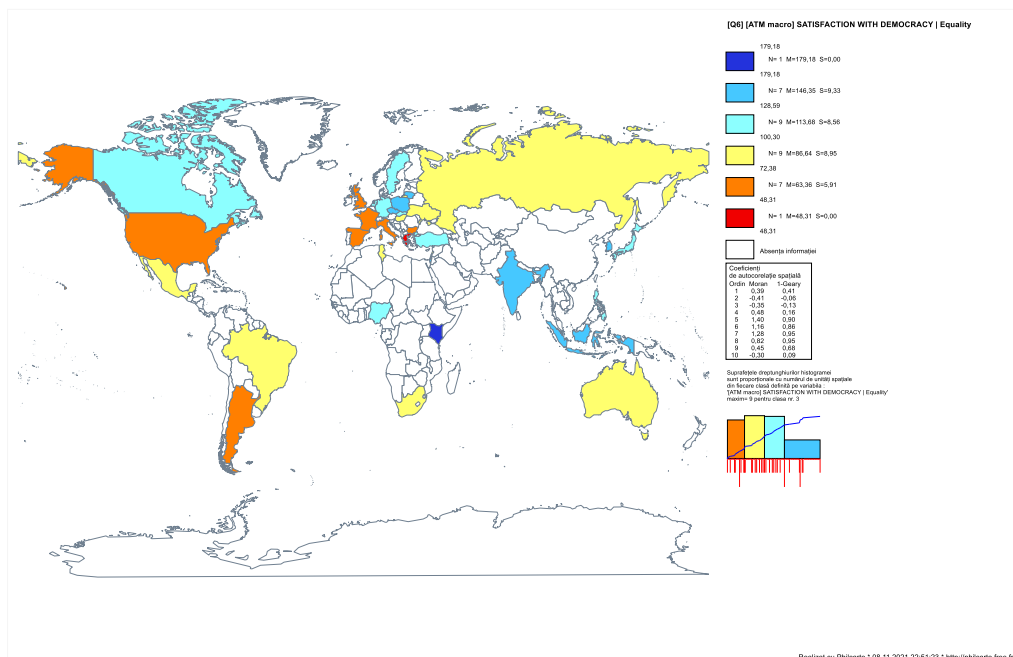 [Q6] [ATM macro] SATISFACTION WITH DEMOCRACY | Equality
179,18
N= 1 M=179,18 S=0,00
179,18
N= 7 M=146,35 S=9,33
128,59
N= 9 M=113,68 S=8,56
100,30
N= 9 M=86,64 S=8,95
72,38
N= 7 M=63,36 S=5,91
48,31
N= 1 M=48,31 S=0,00
48,31
Absența informației
Coeficienți
de autocorelație spațială
Ordin Moran 1-Geary
1 0,39 0,41
2 -0,41 -0,06
3 -0,35 -0,13
4 0,48 0,16
5 1,40 0,90
6 1,16 0,86
7 1,28 0,95
8 0,82 0,95
9 0,45 0,68
10 -0,30 0,09
Suprafețele dreptunghiurilor histogramei
sunt proporționale cu numărul de unități spațiale
din fiecare clasă definită pe variabila :
'[ATM macro] SATISFACTION WITH DEMOCRACY | Equality'
maxim= 9 pentru clasa nr. 3